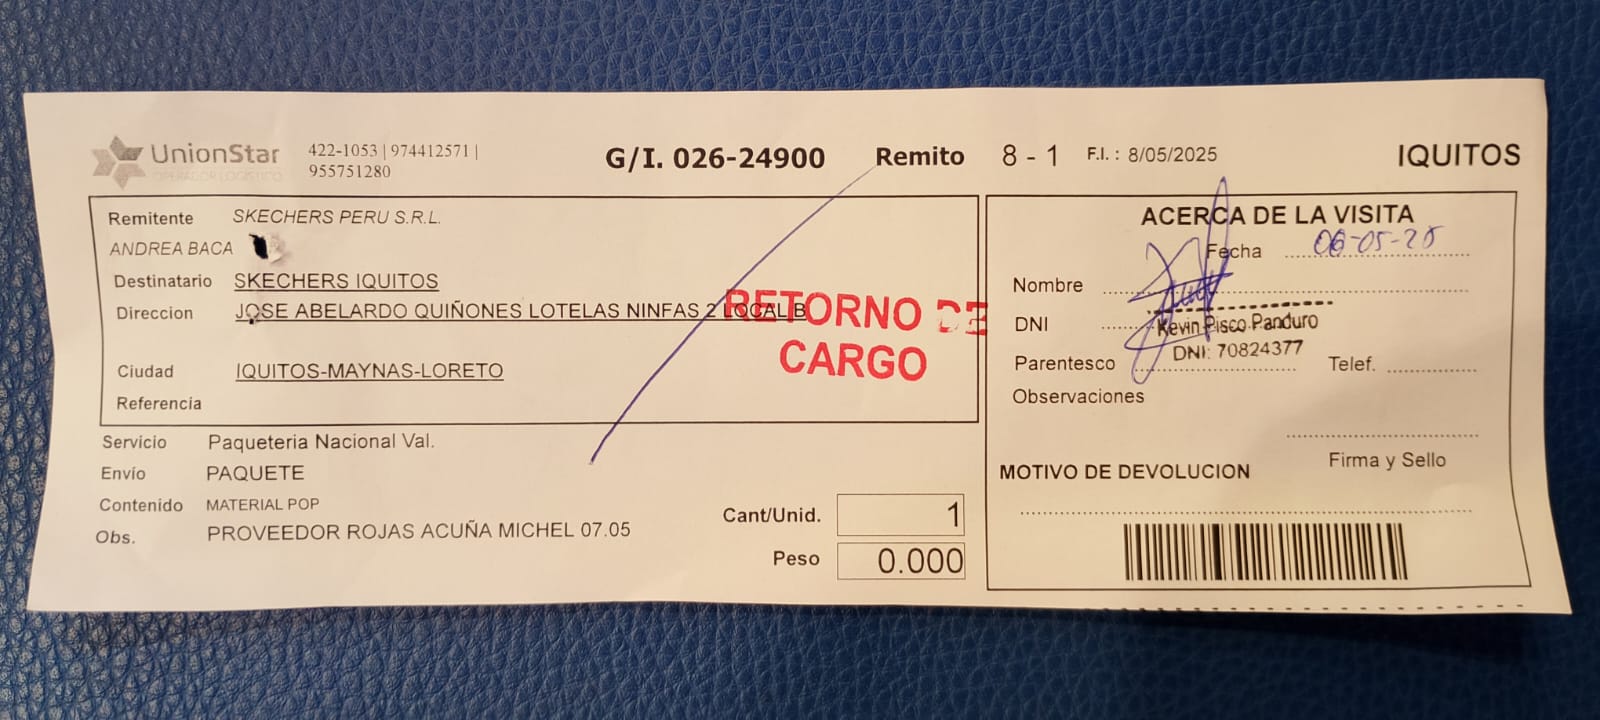 UnionStar
OPERADOR LOGISTICO
422-1053 | 974412571 |
955751280
G/I. 026-24900 Remito 8 - 1 F.I. : 8/05/2025 IQUITOS
Remitente SKECHERS PERU S.R.L.
ANDREA BACA
Destinatario SKECHERS IQUITOS
Direccion JOSE ABELARDO QUIÑONES LOTELAS NINFAS 2 LOCAL B
Ciudad IQUITOS-MAYNAS-LORETO
Referencia
RETORNO DE
CARGO
Servicio Paqueteria Nacional Val.
Envío PAQUETE
Contenido MATERIAL POP
Obs. PROVEEDOR ROJAS ACUÑA MICHEL 07.05
Cant/Unid. 1
Peso 0.000
ACERCA DE LA VISITA
Fecha
Nombre
DNI Kevin Pisco Panduro
DNI: 70824377
Parentesco Telef.
Observaciones
Firma y Sello
MOTIVO DE DEVOLUCION